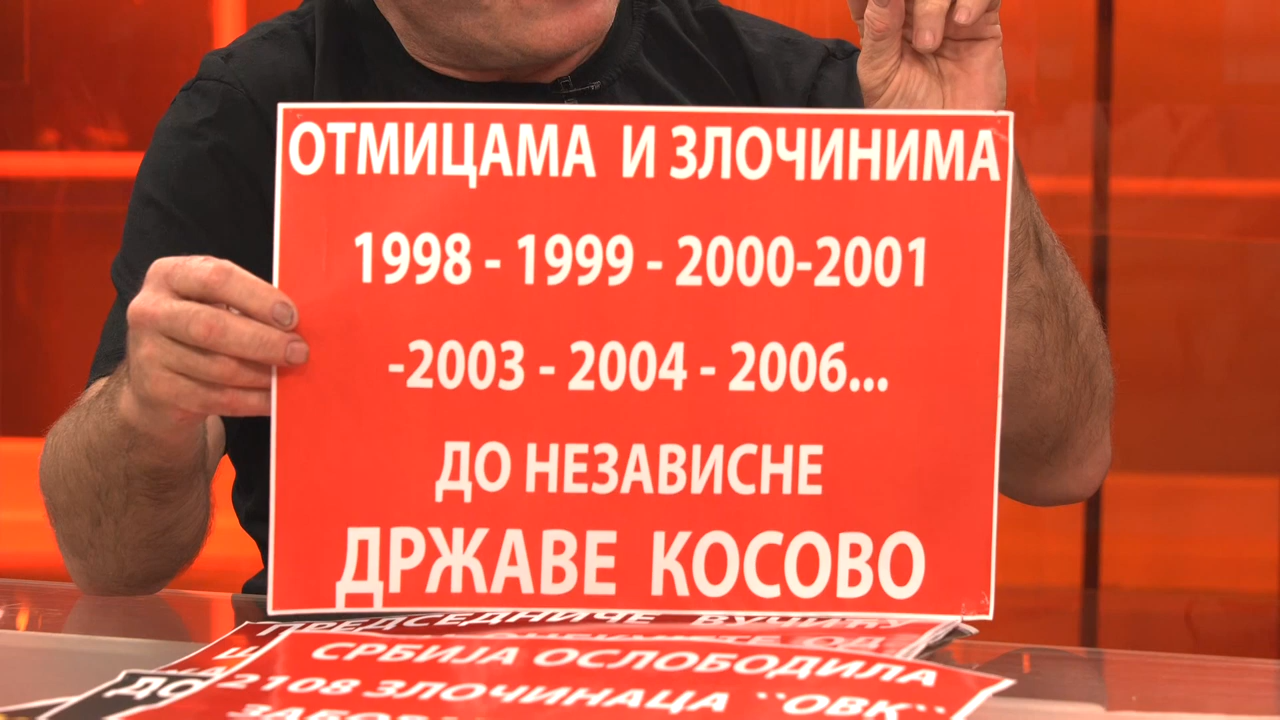 ОТМИЦАМА И ЗЛОЧИНИМА
1998 - 1999 - 2000-2001
-2003 - 2004 - 2006...
ДО НЕЗАВИСНЕ
ДРЖАВЕ КОСОВО
ПРЕДСЕДНИЧЕ ВУЧИЋУ
СРБИЈА ОСЛОБОДИЛА
2108 ЗЛОЧИНАЦА ``ОВК``
ДО